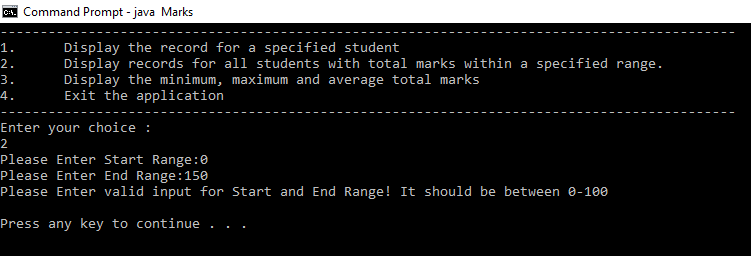 Command Prompt - java Marks
--------------------------------------------------------------------------------------------
1.      Display the record for a specified student
2.      Display records for all students with total marks within a specified range.
3.      Display the minimum, maximum and average total marks
4.      Exit the application
--------------------------------------------------------------------------------------------
Enter your choice :
2
Please Enter Start Range:0
Please Enter End Range:150
Please Enter valid input for Start and End Range! It should be between 0-100
Press any key to continue . . .